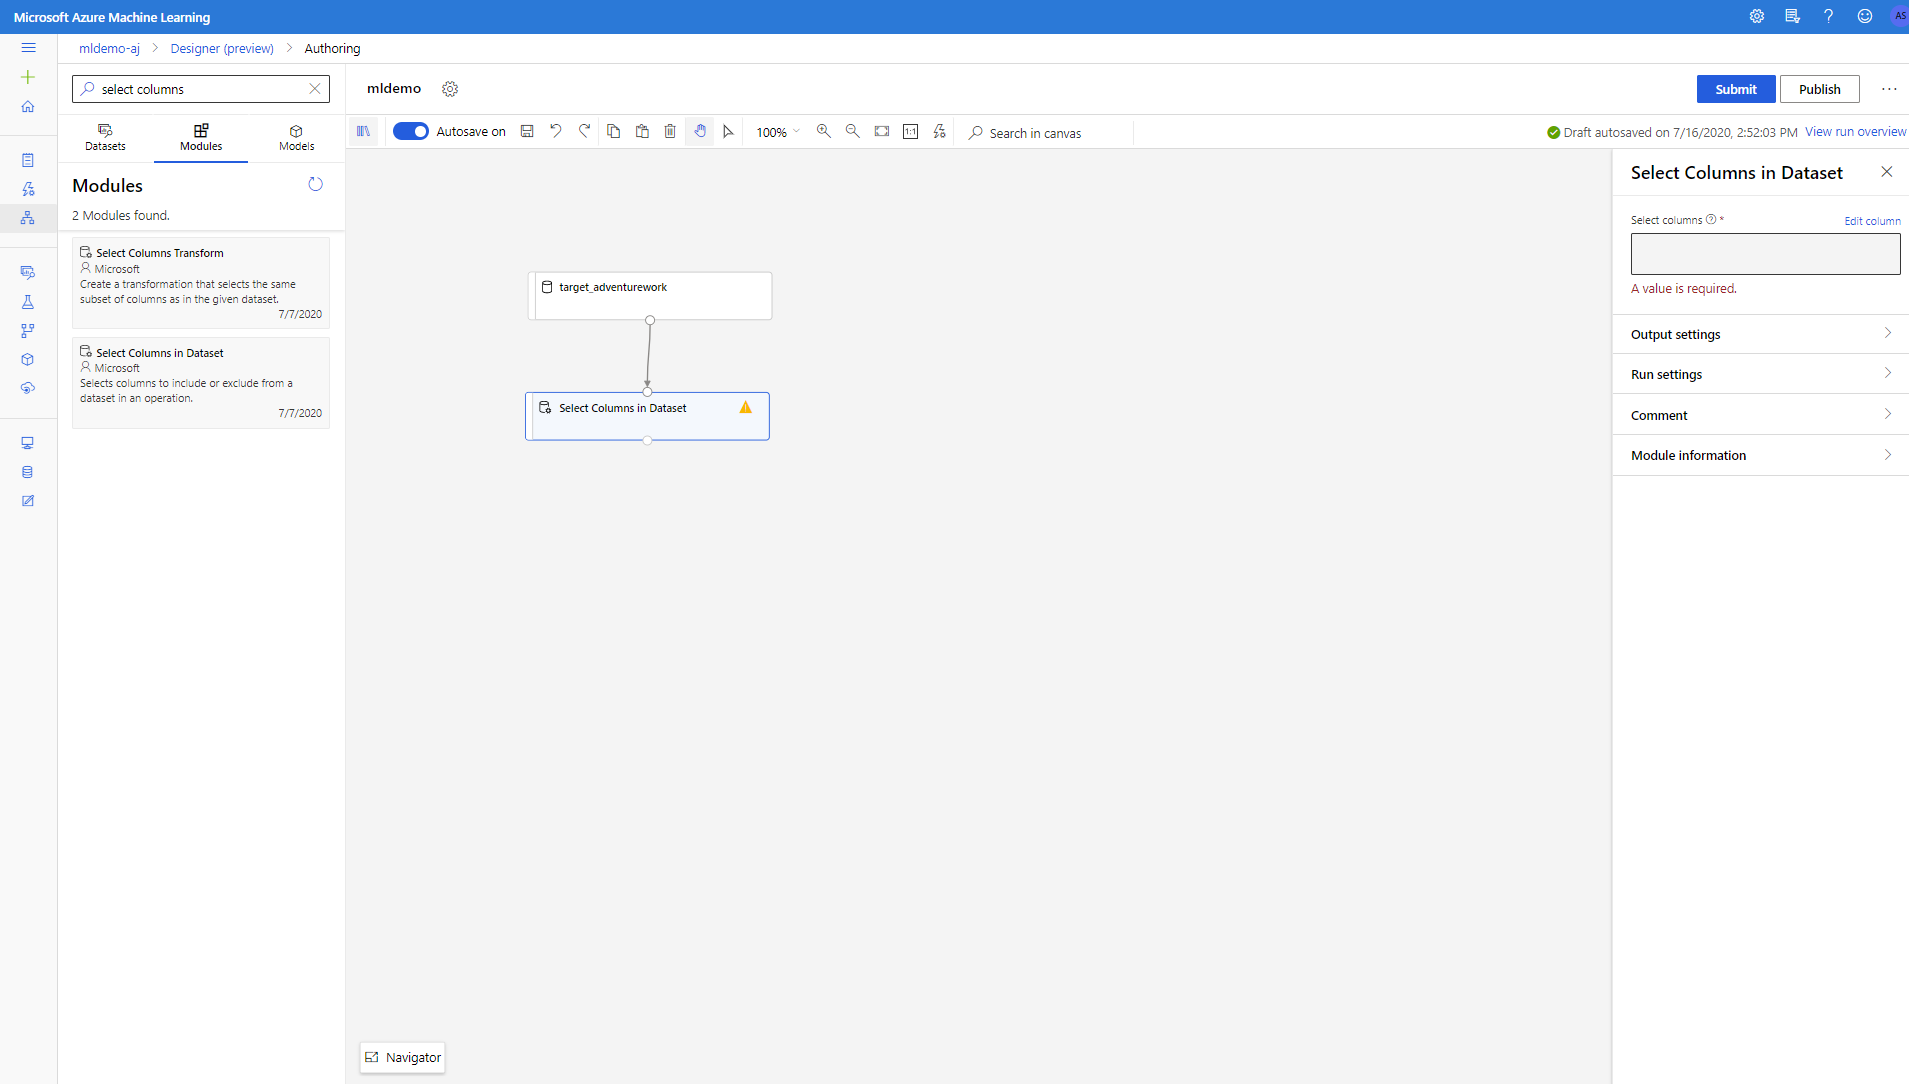 Microsoft Azure Machine Learning
AS
mldemo-aj > Designer (preview) > Authoring
select columns
mldemo
Submit
Publish
...
Datasets
Modules
Models
Autosave on
100%
1:1
Search in canvas
Draft autosaved on 7/16/2020, 2:52:03 PM
View run overview
Modules
2 Modules found.
Select Columns Transform
Microsoft
Create a transformation that selects the same
subset of columns as in the given dataset.
7/7/2020
Select Columns in Dataset
Microsoft
Selects columns to include or exclude from a
dataset in an operation.
7/7/2020
target_adventurework
Select Columns in Dataset
Navigator
Select Columns in Dataset
Select columns ? *
Edit column
A value is required.
Output settings
Run settings
Comment
Module information